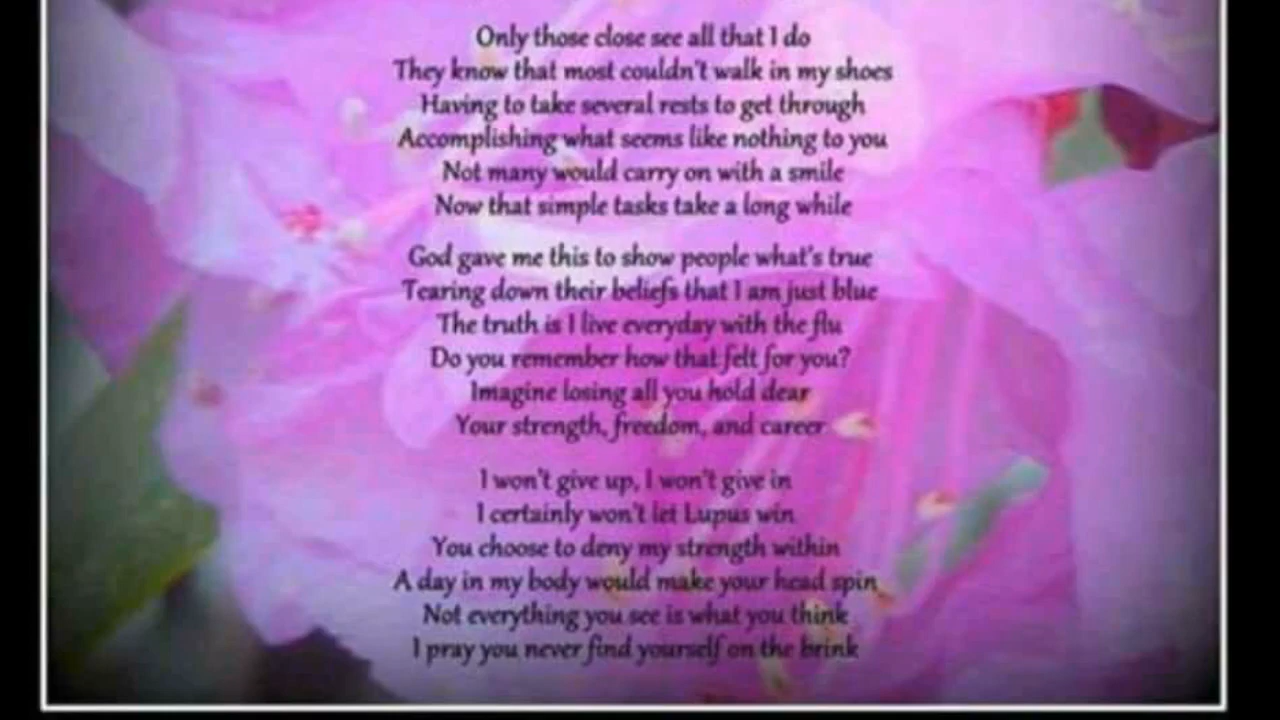 Only those close see all that I do
They know that most couldn't walk in my shoes
Having to take several rests to get through
Accomplishing what seems like nothing to you
Not many would carry on with a smile
Now that simple tasks take a long while
God gave me this to show people what's true
Tearing down their beliefs that I am just blue
The truth is I live everyday with the flu
Do you remember how that felt for you?
Imagine losing all you hold dear
Your strength, freedom, and career
I won't give up, I won't give in
I certainly won't let Lupus win
You choose to deny my strength within
A day in my body would make your head spin
Not everything you see is what you think
I pray you never find yourself on the brink